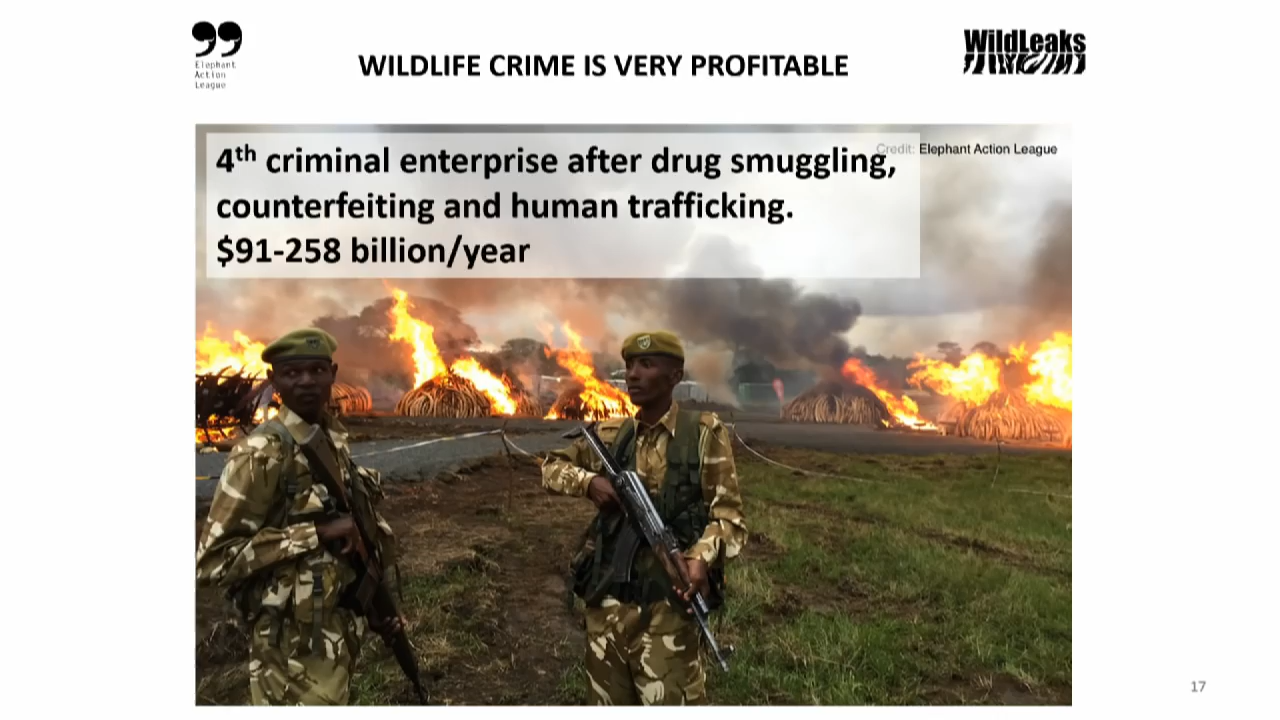 Elephant
Action
League
WILDLIFE CRIME IS VERY PROFITABLE
WildLeaks
4th criminal enterprise after drug smuggling,
counterfeiting and human trafficking.
$91-258 billion/year
Credit: Elephant Action League
17